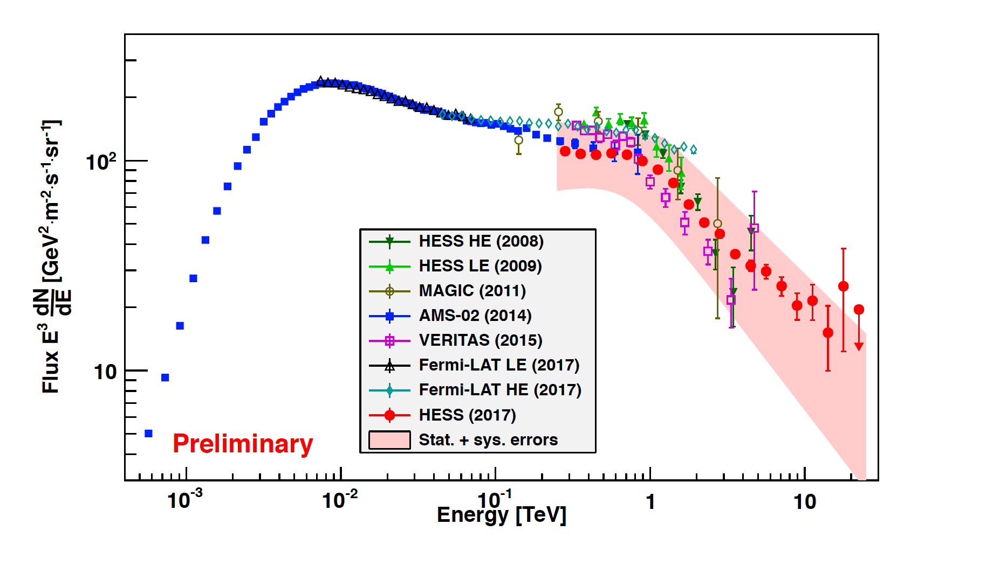 Flux E³ dN/dE [GeV²·m⁻²·s⁻¹·sr⁻¹]
10²
10
HESS HE (2008)
HESS LE (2009)
MAGIC (2011)
AMS-02 (2014)
VERITAS (2015)
Fermi-LAT LE (2017)
Fermi-LAT HE (2017)
HESS (2017)
Stat. + sys. errors
Preliminary
10⁻³ 10⁻² 10⁻¹ 1 10
Energy [TeV]